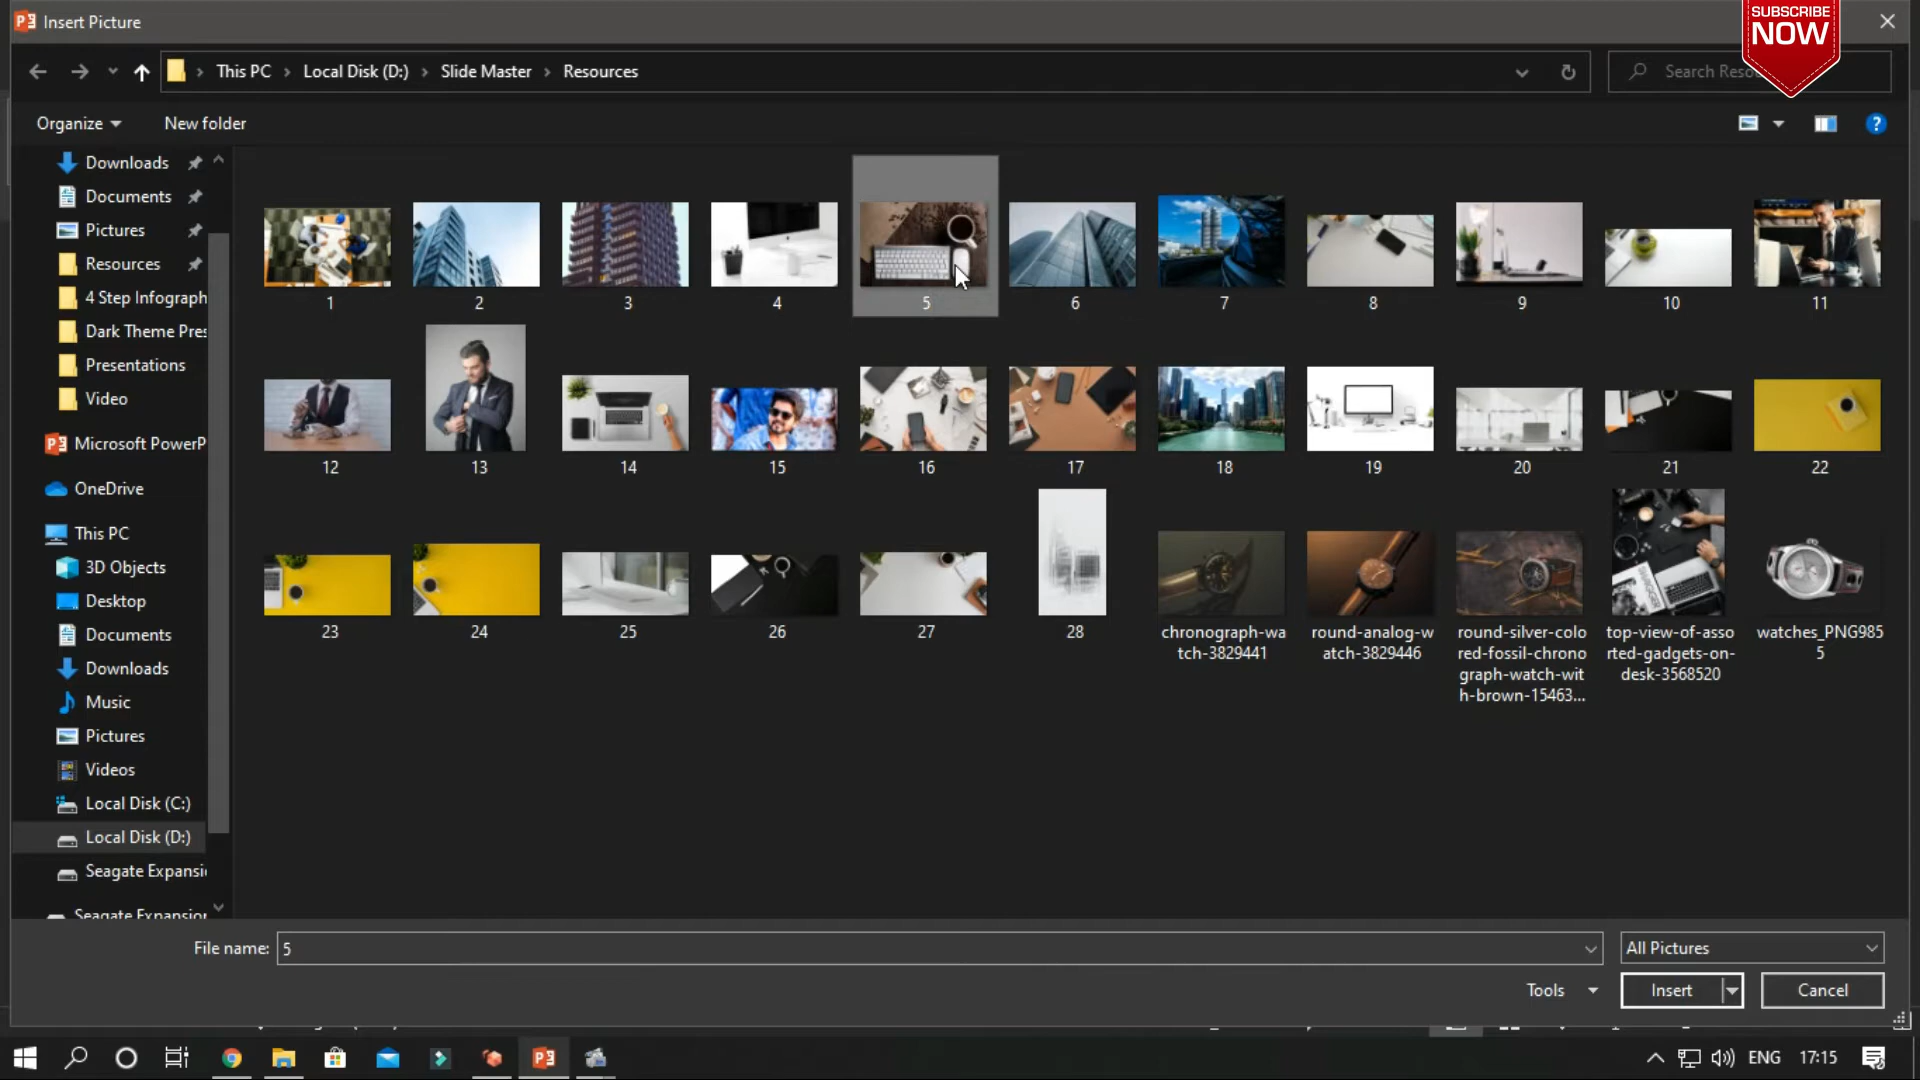 Insert Picture
SUBSCRIBE
NOW
This PC
Local Disk (D:)
Slide Master
Resources
Search Reso
Organize
New folder
?
Downloads
Documents
Pictures
Resources
4 Step Infograph
Dark Theme Pres
Presentations
Video
Microsoft PowerP
OneDrive
This PC
3D Objects
Desktop
Documents
Downloads
Music
Pictures
Videos
Local Disk (C:)
Local Disk (D:)
Seagate Expansi
Seagate Expansion
1
2
3
4
5
6
7
8
9
10
11
12
13
14
15
16
17
18
19
20
21
22
23
24
25
26
27
28
chronograph-wa
tch-3829441
round-analog-w
atch-3829446
round-silver-colo
red-fossil-chrono
graph-watch-wit
h-brown-15463...
top-view-of-asso
rted-gadgets-on-
desk-3568520
watches_PNG985
5
File name: 5
All Pictures
Tools
Insert
Cancel
ENG
17:15